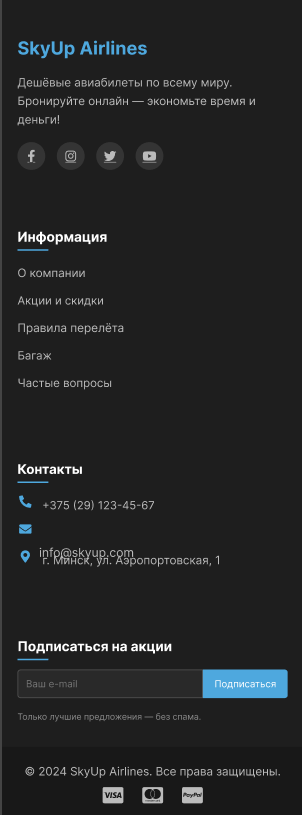 SkyUp Airlines
Дешёвые авиабилеты по всему миру.
Бронируйте онлайн — экономьте время и
деньги!
Информация
О компании
Акции и скидки
Правила перелёта
Багаж
Частые вопросы
Контакты
+375 (29) 123-45-67
info@skyup.com
г. Минск, ул. Аэропортовская, 1
Подписаться на акции
Ваш e-mail
Подписаться
Только лучшие предложения — без спама.
© 2024 SkyUp Airlines. Все права защищены.
VISA
PayPal